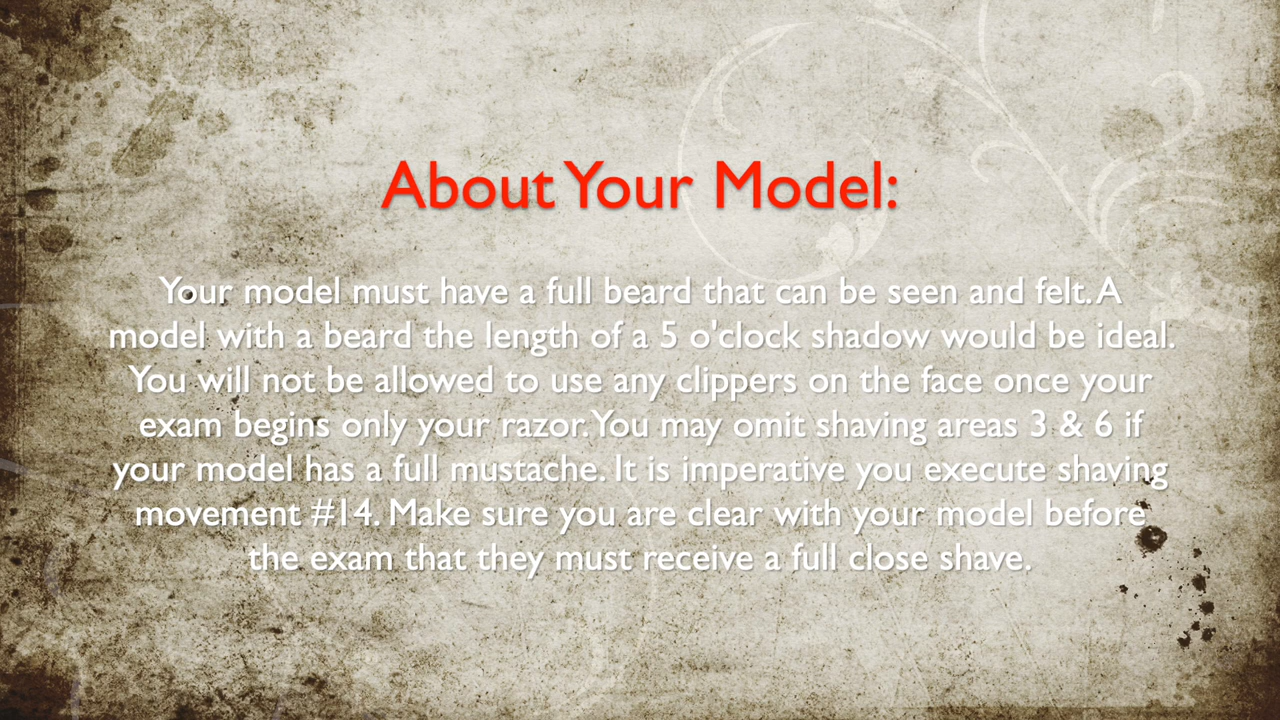 About Your Model:
Your model must have a full beard that can be seen and felt. A
model with a beard the length of a 5 o'clock shadow would be ideal.
You will not be allowed to use any clippers on the face once your
exam begins only your razor. You may omit shaving areas 3 & 6 if
your model has a full mustache. It is imperative you execute shaving
movement #14. Make sure you are clear with your model before
the exam that they must receive a full close shave.